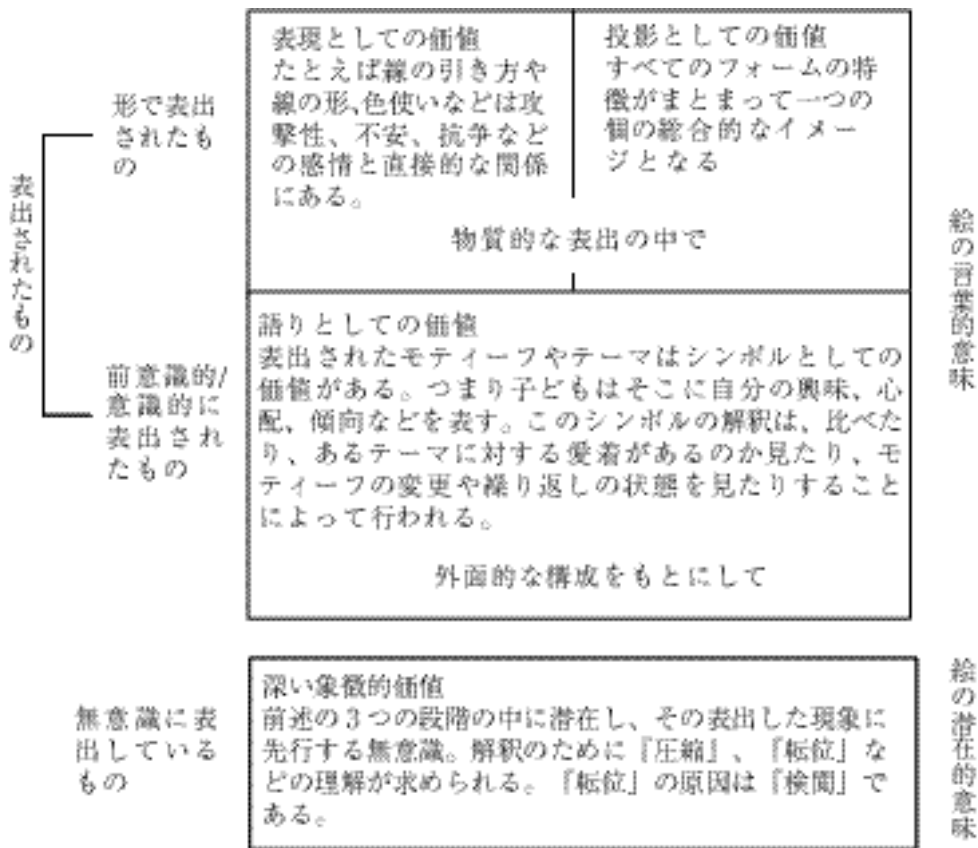 表出されたもの
形で表出
されたも
の
表現としての価値
たとえば線の引き方や
線の形、色使いなどは攻
撃性、不安、抗争など
の感情と直接的な関係
にある。
投影としての価値
すべてのフォームの特
徴がまとまって一つの
個の総合的なイメー
ジとなる
物質的な表出の中で
前意識的/
意識的に
表出され
たもの
語りとしての価値
表出されたモティーフやテーマはシンボルとしての
価値がある。つまり子どもはそこに自分の興味、心
配、傾向などを表す。このシンボルの解釈は、比べた
り、あるテーマに対する愛着があるのか見たり、モ
ティーフの変更や繰り返しの状態を見たりすること
によって行われる。
外面的な構成をもとにして
絵の言葉的意味
無意識に表
出している
もの
深い象徴的価値
前述の3つの段階の中に潜在し、その表出した現象に
先行する無意識。解釈のために『圧縮』、『転位』な
どの理解が求められる。『転位』の原因は『検閲』で
ある。
絵の潜在的意味